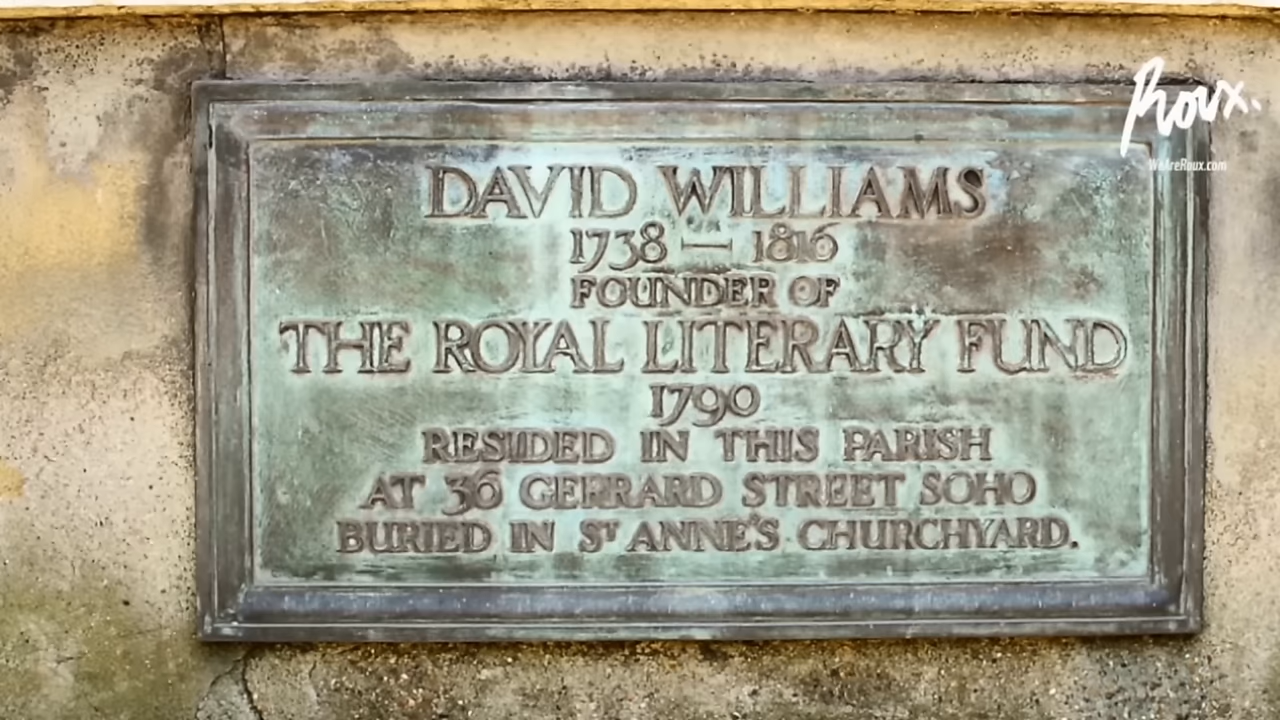 DAVID WILLIAMS
1738 — 1816
FOUNDER OF
THE ROYAL LITERARY FUND
1790
RESIDED IN THIS PARISH
AT 36 GERRARD STREET SOHO
BURIED IN ST ANNE'S CHURCHYARD.
Roux.
WeAreRoux.com